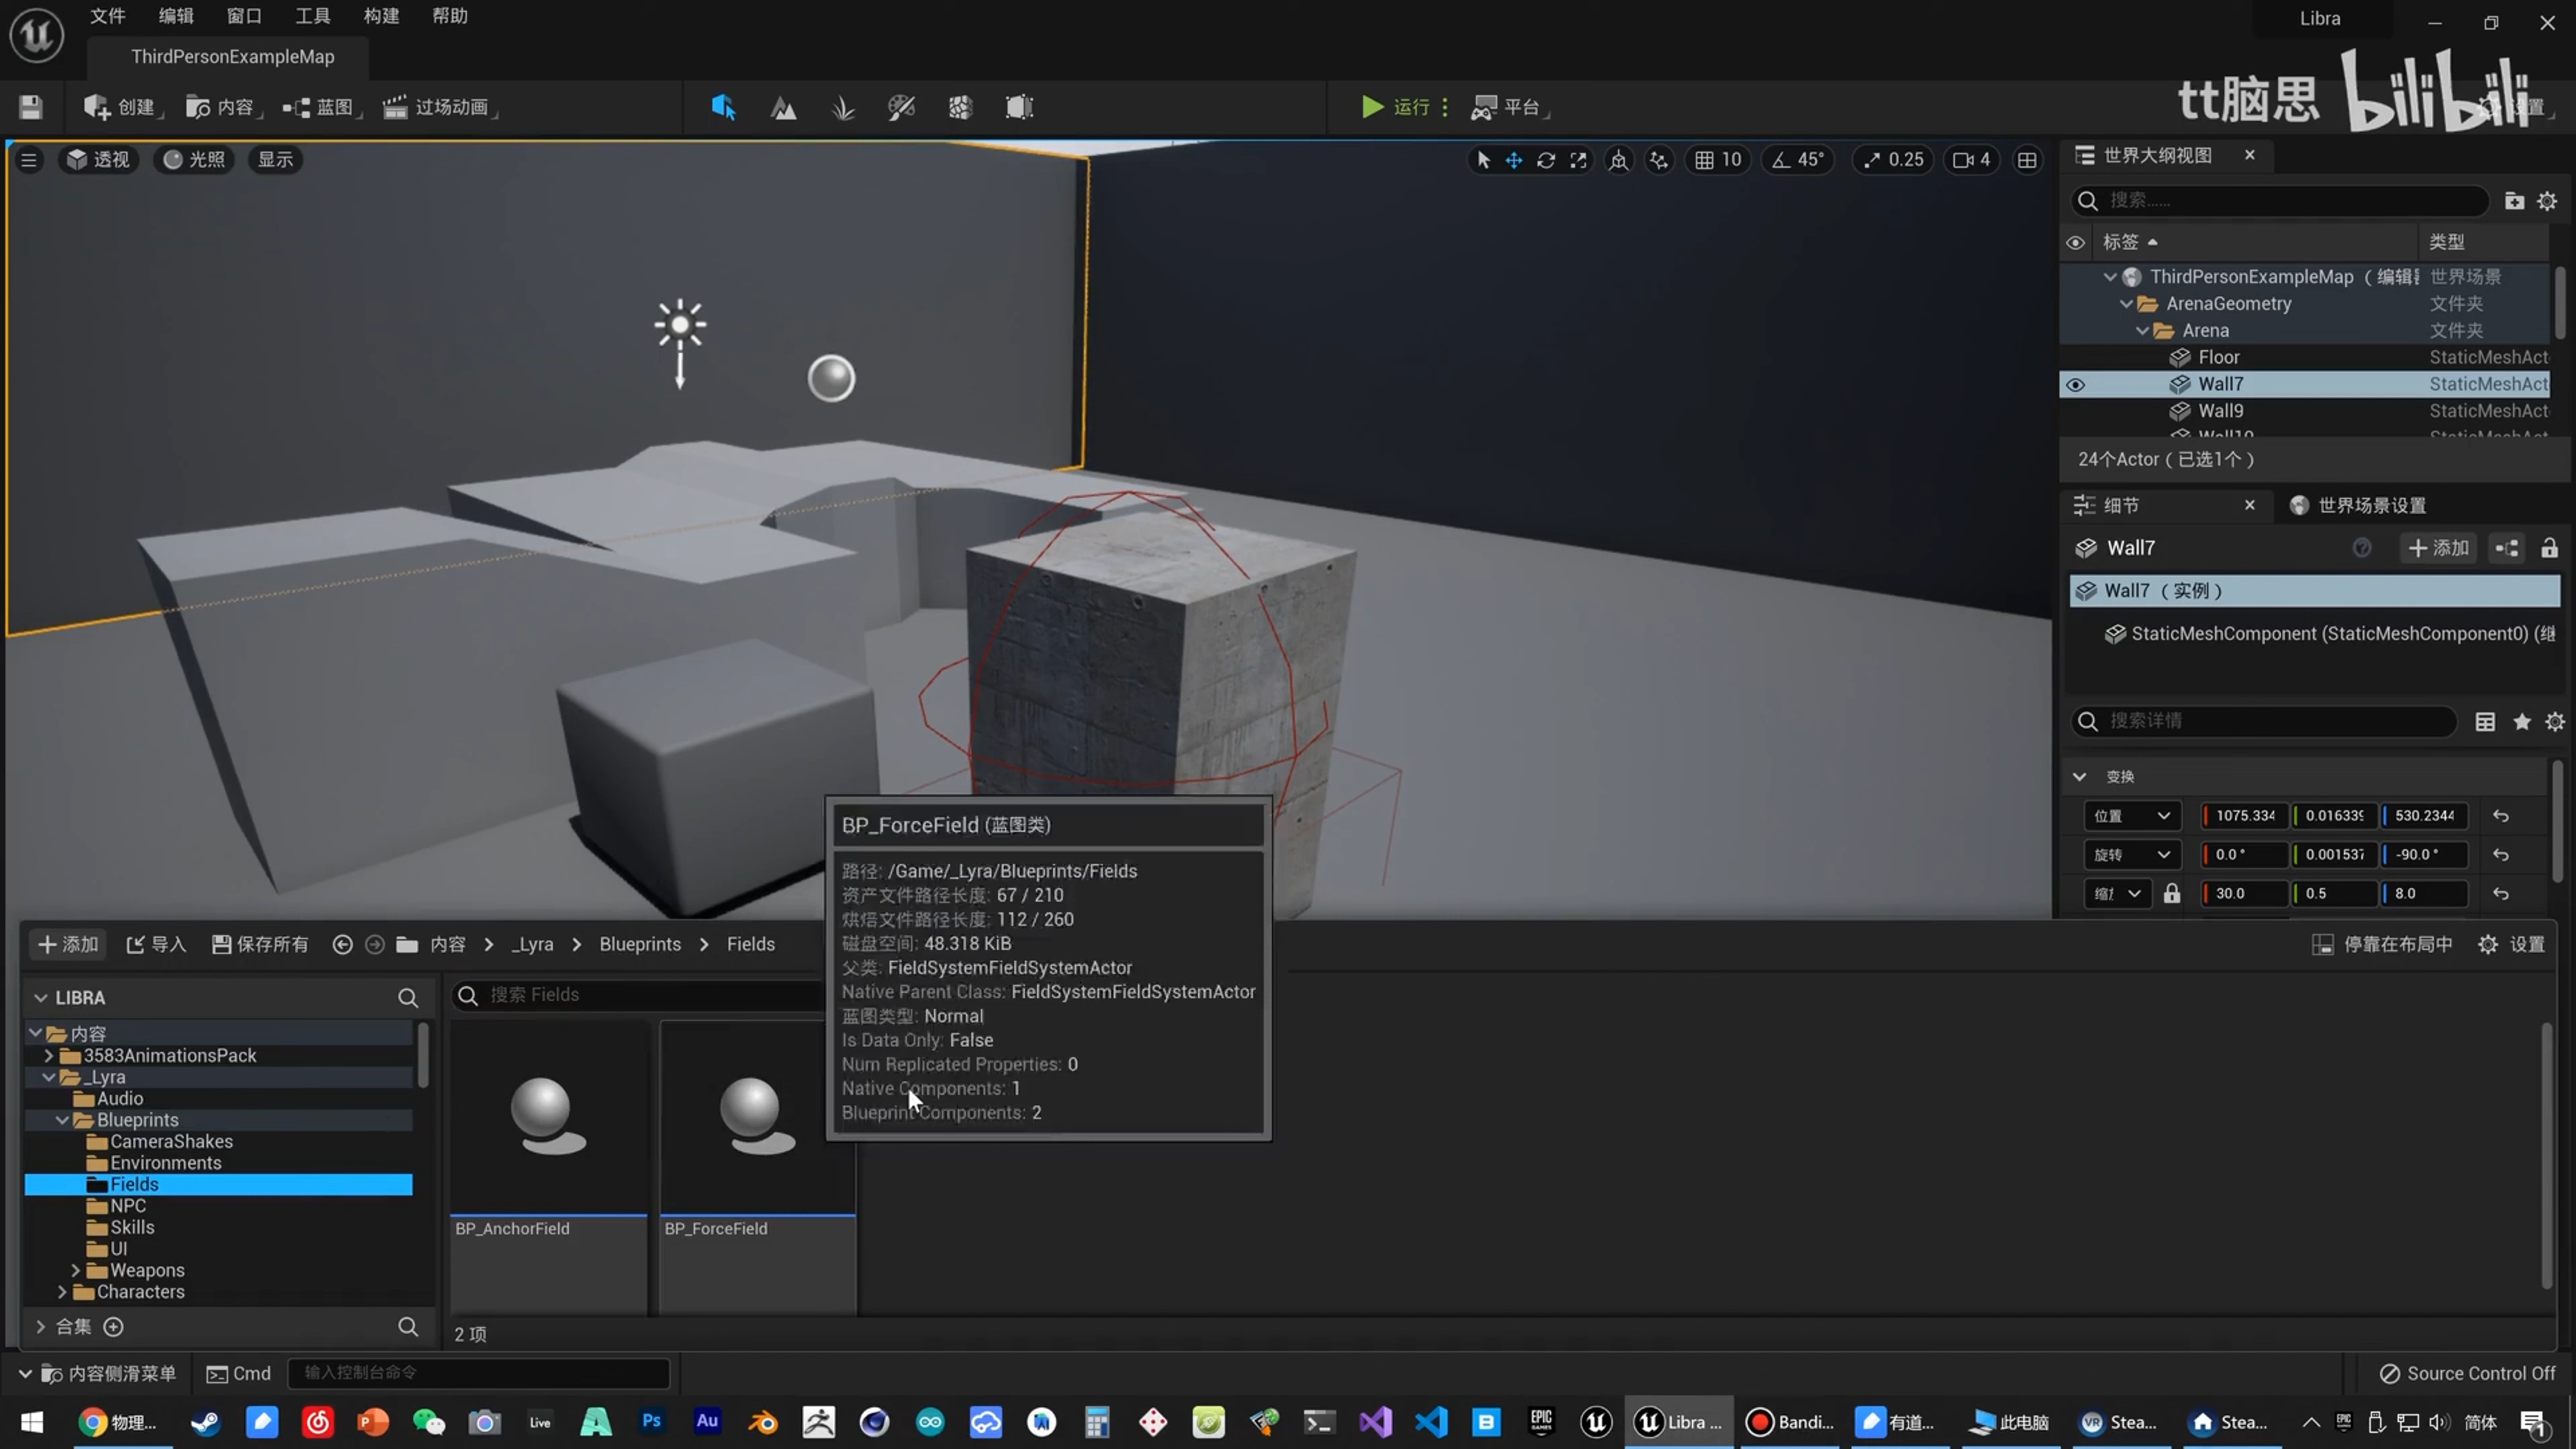 文件 编辑 窗口 工具 构建 帮助
Libra
ThirdPersonExampleMap
创建 内容 蓝图 过场动画
运行 平台
设置
tt脑思 bilibili
透视 光照 显示
10 45° 0.25 4
世界大纲视图
搜索......
标签 类型
ThirdPersonExampleMap （编辑 世界场景
ArenaGeometry 文件夹
Arena 文件夹
Floor StaticMeshAct
Wall7 StaticMeshAct
Wall9 StaticMeshAct
Wall10 StaticMeshAct
24个Actor（已选1个）
细节 世界场景设置
Wall7 添加
Wall7 （实例）
StaticMeshComponent (StaticMeshComponent0) (继
搜索详情
变换
位置 1075.334 0.016339 530.2344
旋转 0.0° 0.001537 -90.0°
缩放 30.0 0.5 8.0
BP_ForceField (蓝图类)
路径: /Game/_Lyra/Blueprints/Fields
资产文件路径长度: 67 / 210
烘焙文件路径长度: 112 / 260
磁盘空间: 48.318 KiB
父类: FieldSystemFieldSystemActor
Native Parent Class: FieldSystemFieldSystemActor
蓝图类型: Normal
Is Data Only: False
Num Replicated Properties: 0
Native Components: 1
Blueprint Components: 2
添加 导入 保存所有 内容 _Lyra Blueprints Fields
停靠在布局中 设置
LIBRA
搜索 Fields
内容
3583AnimationsPack
_Lyra
Audio
Blueprints
CameraShakes
Environments
Fields
NPC
Skills
UI
Weapons
Characters
合集
BP_AnchorField BP_ForceField
2 项
内容侧滑菜单 Cmd 输入控制台命令
Source Control Off
物理... Live Ps Au EPIC GAMES Libra ... Bandi... 有道... 此电脑 Stea... Stea... 简体 1